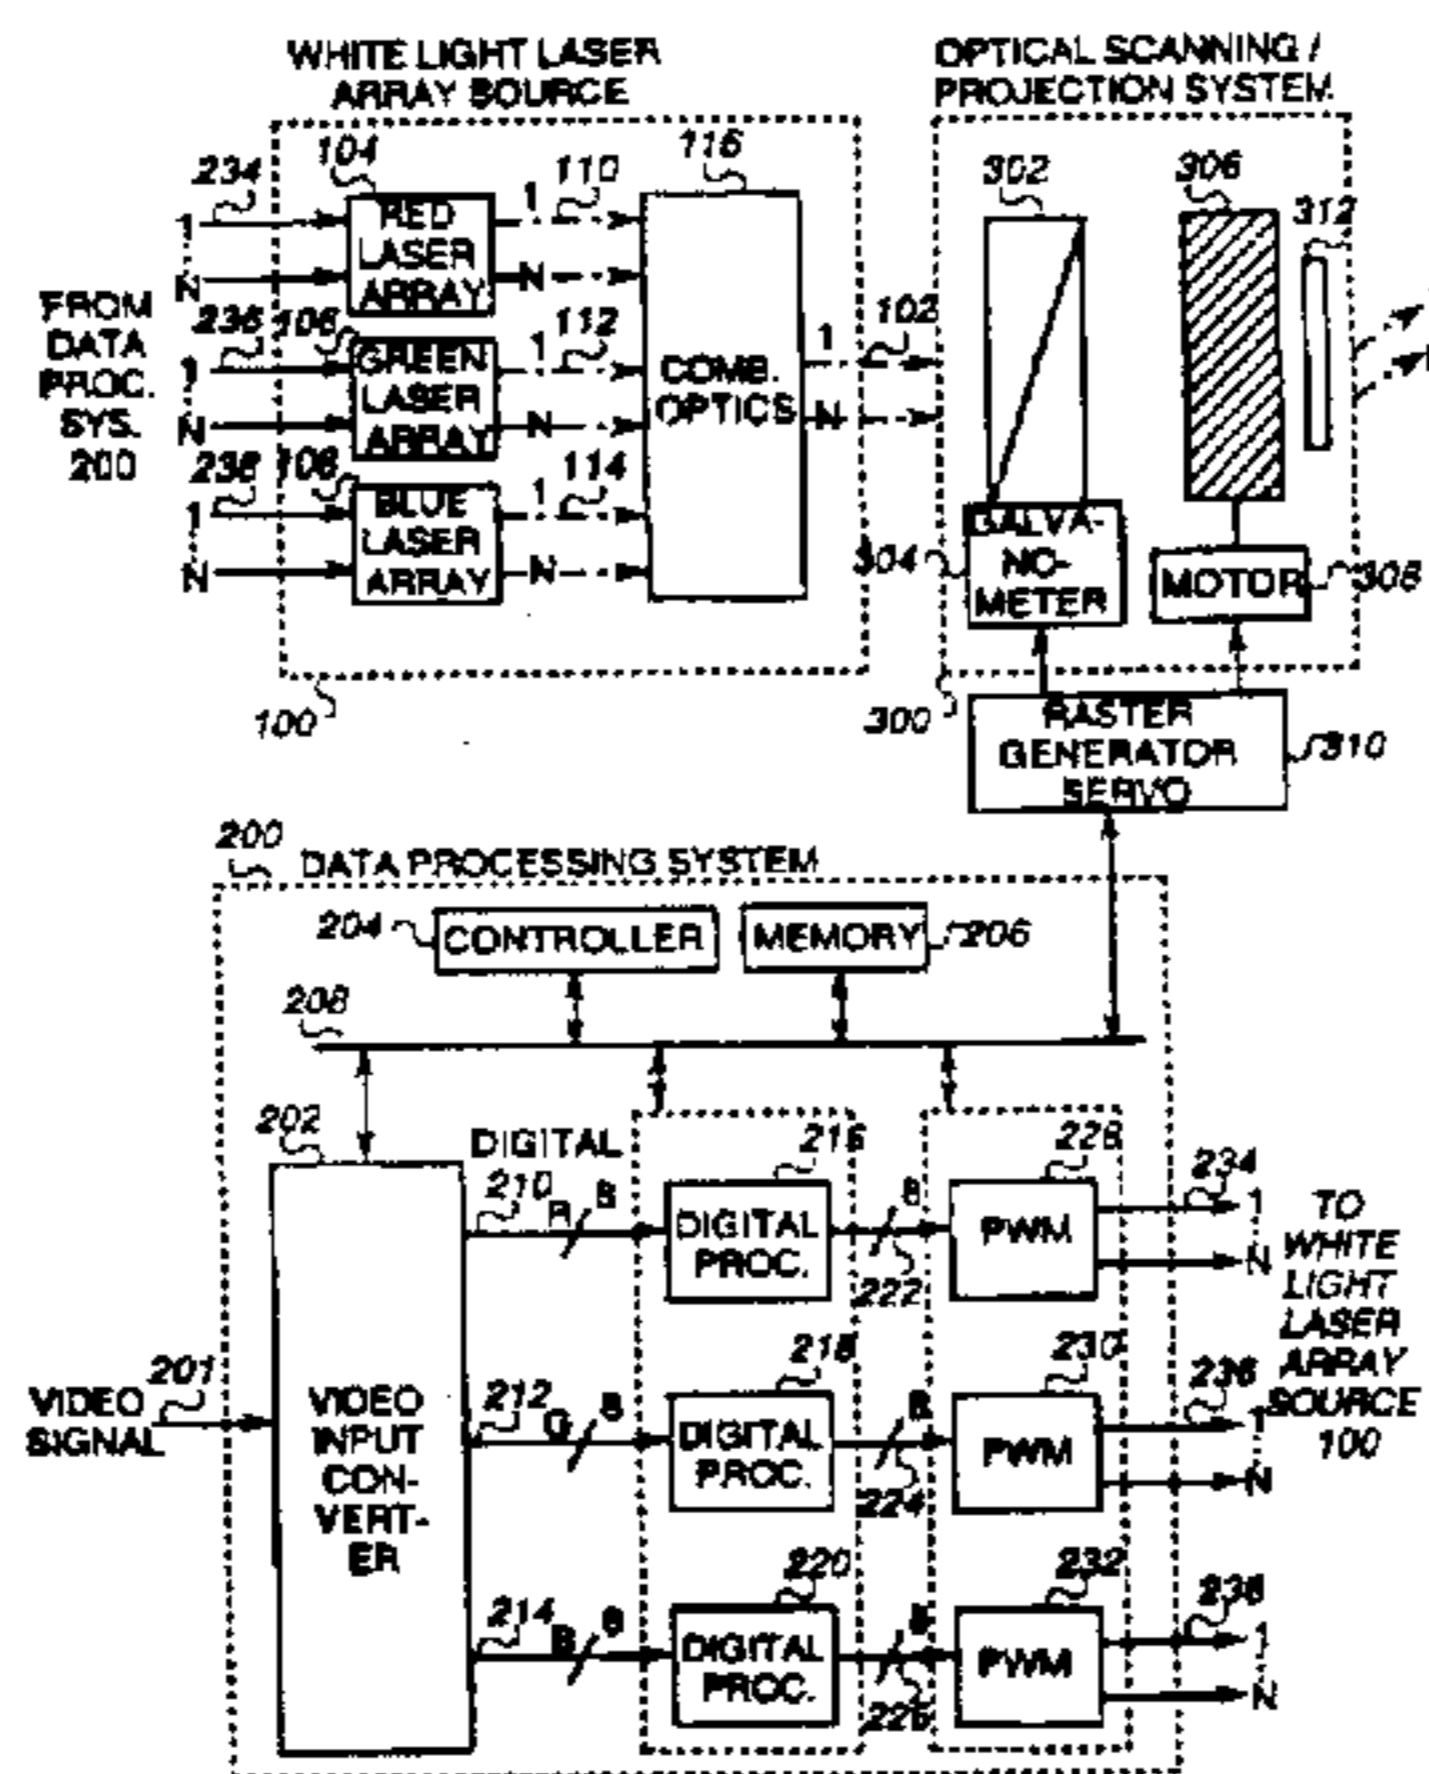 WHITE LIGHT LASER
ARRAY SOURCE
OPTICAL SCANNING /
PROJECTION SYSTEM
234
104
110
116
302
306
312
1
N
RED
LASER
ARRAY
1
N
FROM
DATA
PROC.
SYS.
200
236
106
112
1
N
GREEN
LASER
ARRAY
1
N
COMB.
OPTICS
1
N
102
238
108
114
1
N
BLUE
LASER
ARRAY
1
N
304
GALVA-
NO-
METER
MOTOR
308
100
300
RASTER
GENERATOR
SERVO
310
200
DATA PROCESSING SYSTEM
204
CONTROLLER
MEMORY
206
208
202
DIGITAL
210
R
8
216
DIGITAL
PROC.
8
222
228
PWM
234
1
N
TO
WHITE
LIGHT
LASER
ARRAY
SOURCE
100
VIDEO
SIGNAL
201
VIDEO
INPUT
CON-
VERT-
ER
212
G
8
218
DIGITAL
PROC.
8
224
230
PWM
236
1
N
214
B
8
220
DIGITAL
PROC.
8
226
232
PWM
238
1
N